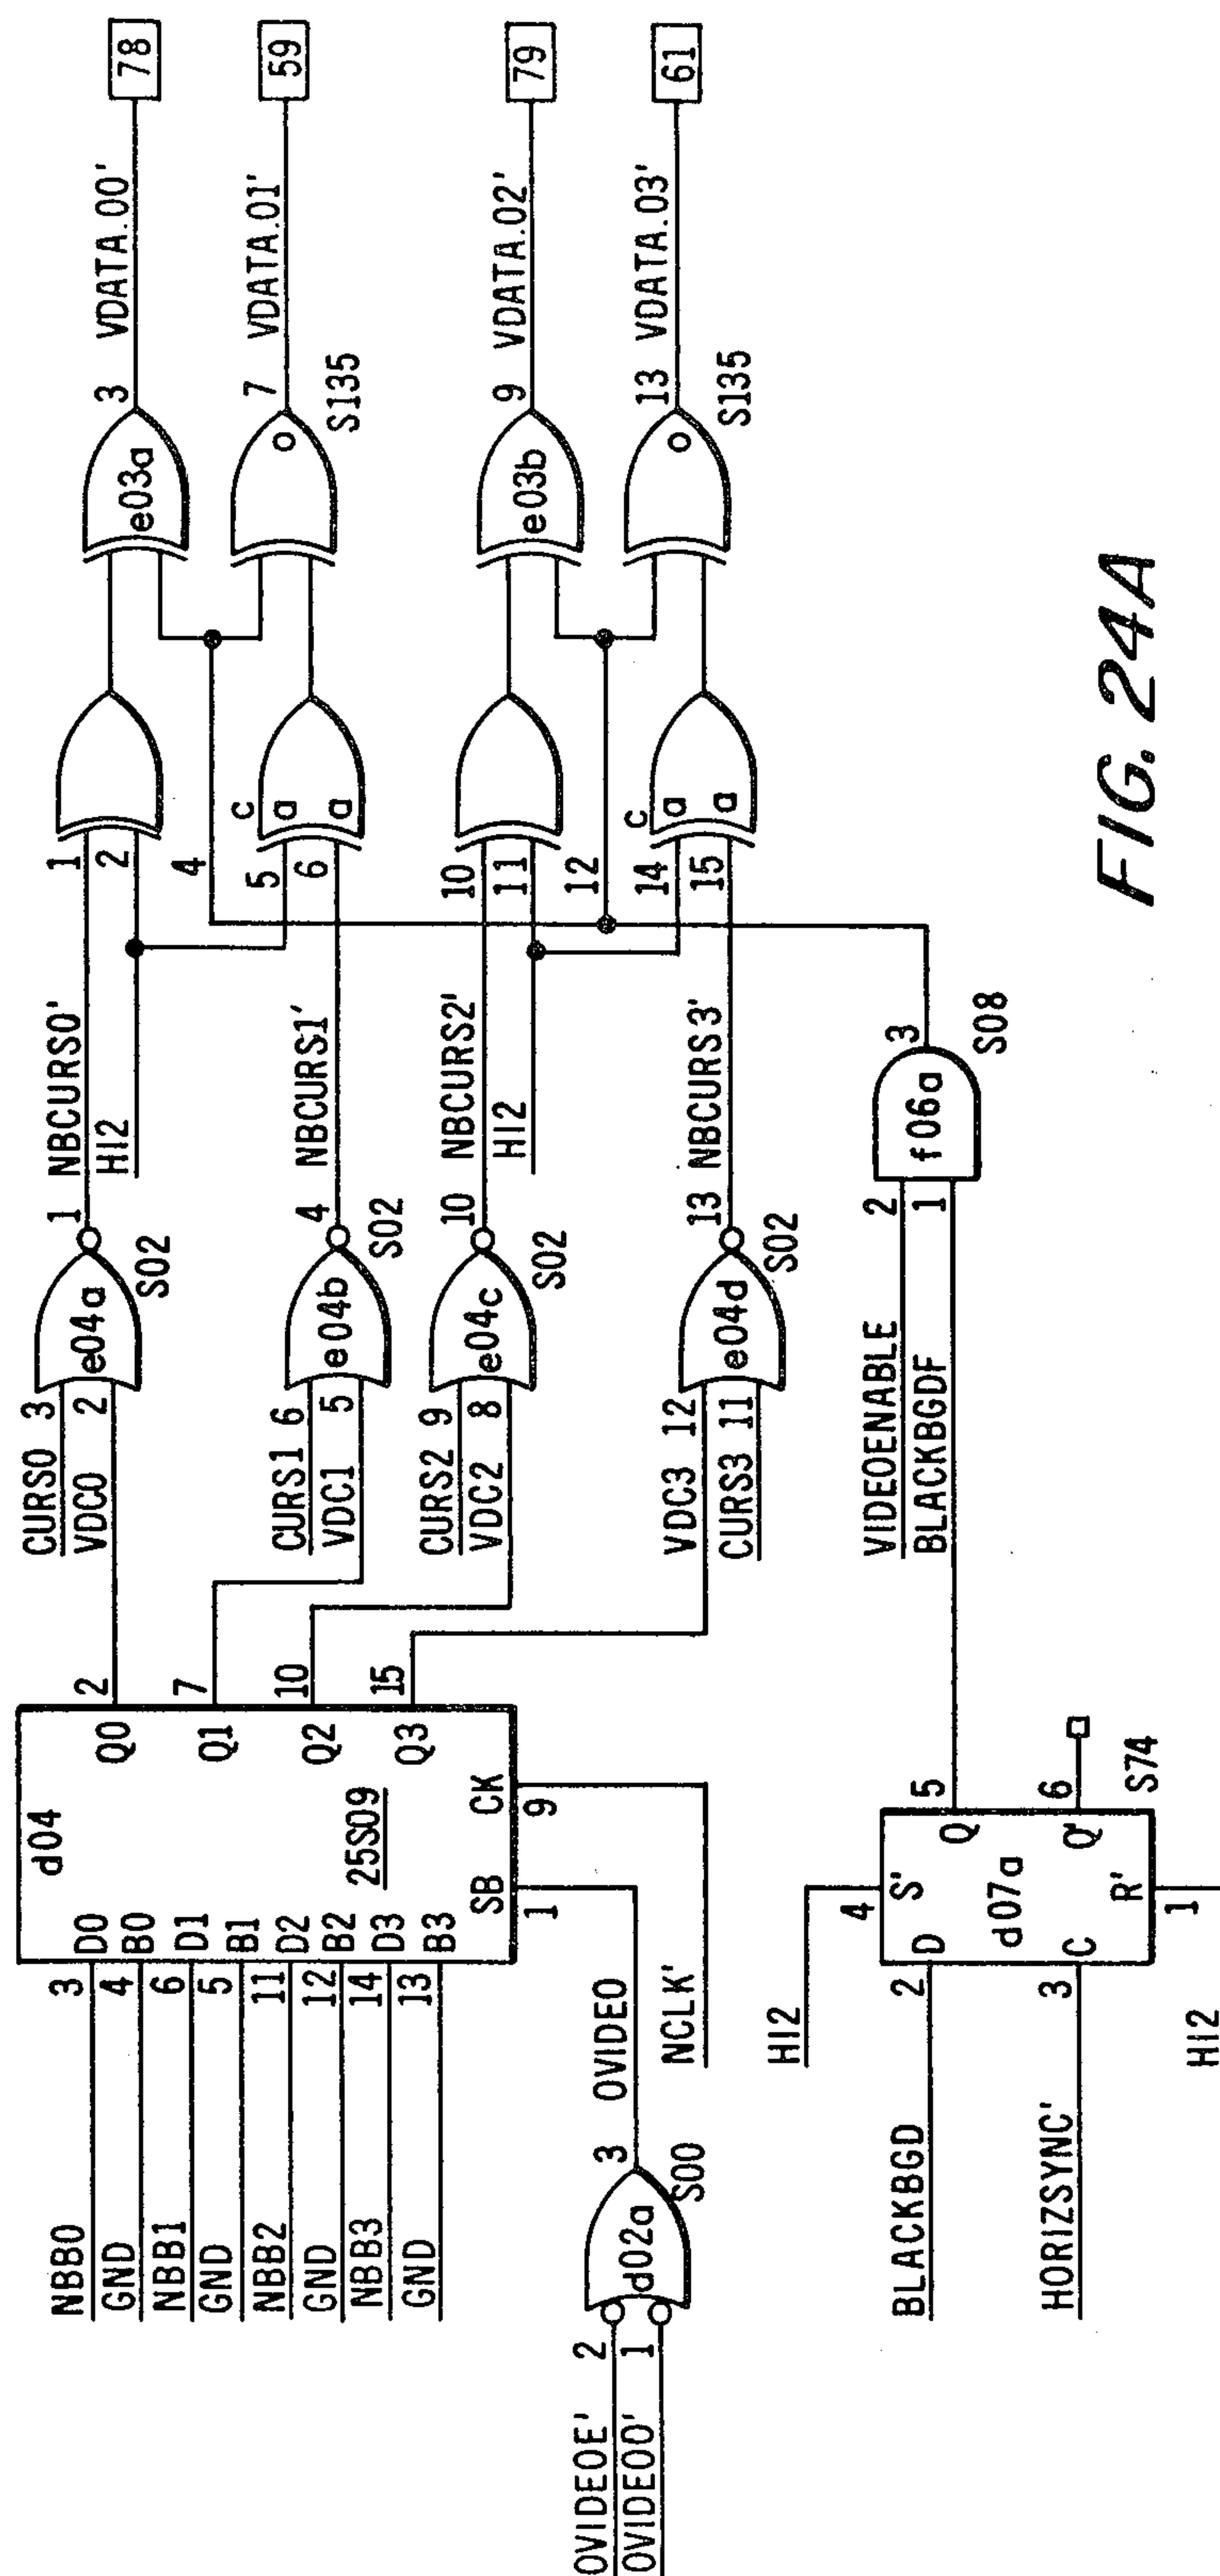 NBB0 3 D0 d04
GND 4 B0 Q0 2
NBB1 6 D1
GND 5 B1 Q1 7
NBB2 11 D2 25S09
GND 12 B2 Q2 10
NBB3 14 D3
GND 13 B3 Q3 15
SB CK
1 9
OVIDEO
NCLK'
OVIDEOE' 2
OVIDEOO' 1
d02a 3
S00
CURS0 3
VDC0 2
e04a 1 NBCURS0' 1
S02
HI2 2
e03a 3 VDATA.00' 78
4
CURS1 6
VDC1 5
e04b 4 NBCURS1' 6
S02
5
c
a
a
o 7 VDATA.01' 59
S135
CURS2 9
VDC2 8
e04c 10 NBCURS2' 10
S02
HI2 11
e03b 9 VDATA.02' 79
12
VDC3 12
CURS3 11
e04d 13 NBCURS3' 15
S02
14
c
a
a
o 13 VDATA.03' 61
S135
VIDEOENABLE 2
BLACKBGDF 1
f06a 3
S08
HI2
4
S'
BLACKBGD 2 D Q 5
d07a
HORIZSYNC' 3 C Q' 6
R' S74
1
HI2
FIG. 24A